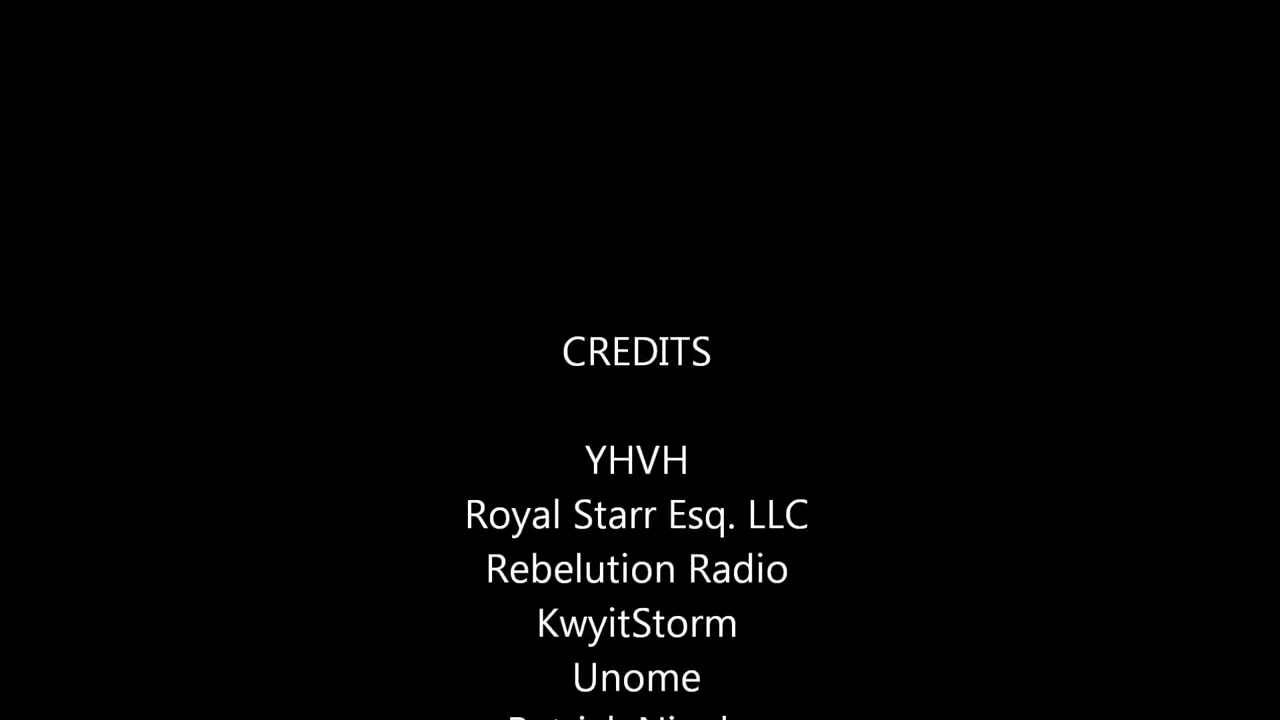 CREDITS
YHVH
Royal Starr Esq. LLC
Rebelution Radio
KwyitStorm
Unome